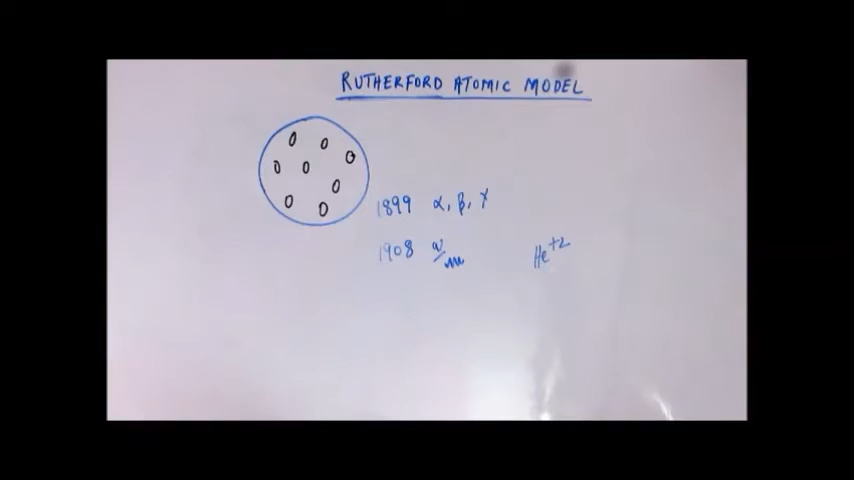 RUTHERFORD ATOMIC MODEL
1899 α, β, γ
1908
He⁺²